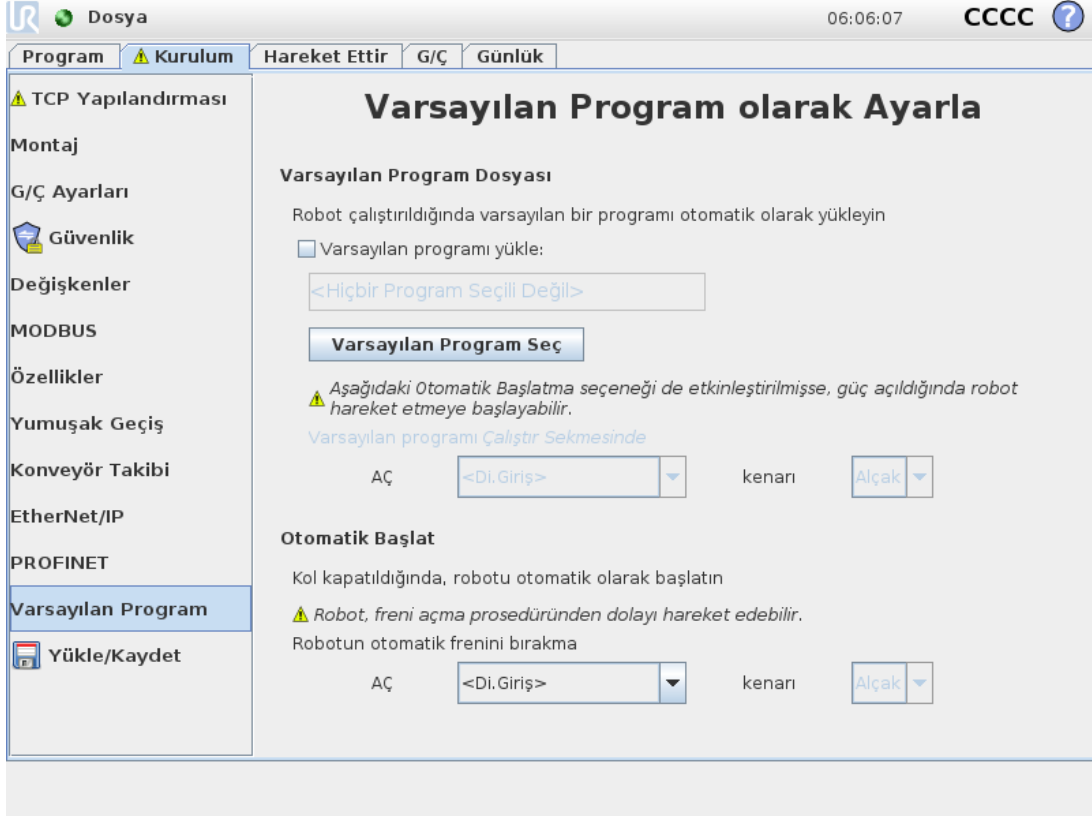 UR Dosya 06:06:07 CCCC ?
Program Kurulum Hareket Ettir G/Ç Günlük
TCP Yapılandırması
Montaj
G/Ç Ayarları
Güvenlik
Değişkenler
MODBUS
Özellikler
Yumuşak Geçiş
Konveyör Takibi
EtherNet/IP
PROFINET
Varsayılan Program
Yükle/Kaydet
Varsayılan Program olarak Ayarla
Varsayılan Program Dosyası
Robot çalıştırıldığında varsayılan bir programı otomatik olarak yükleyin
Varsayılan programı yükle:
<Hiçbir Program Seçili Değil>
Varsayılan Program Seç
Aşağıdaki Otomatik Başlatma seçeneği de etkinleştirilmişse, güç açıldığında robot
hareket etmeye başlayabilir.
Varsayılan programı Çalıştır Sekmesinde
AÇ <Di.Giriş> kenarı Alçak
Otomatik Başlat
Kol kapatıldığında, robotu otomatik olarak başlatın
Robot, freni açma prosedüründen dolayı hareket edebilir.
Robotun otomatik frenini bırakma
AÇ <Di.Giriş> kenarı Alçak